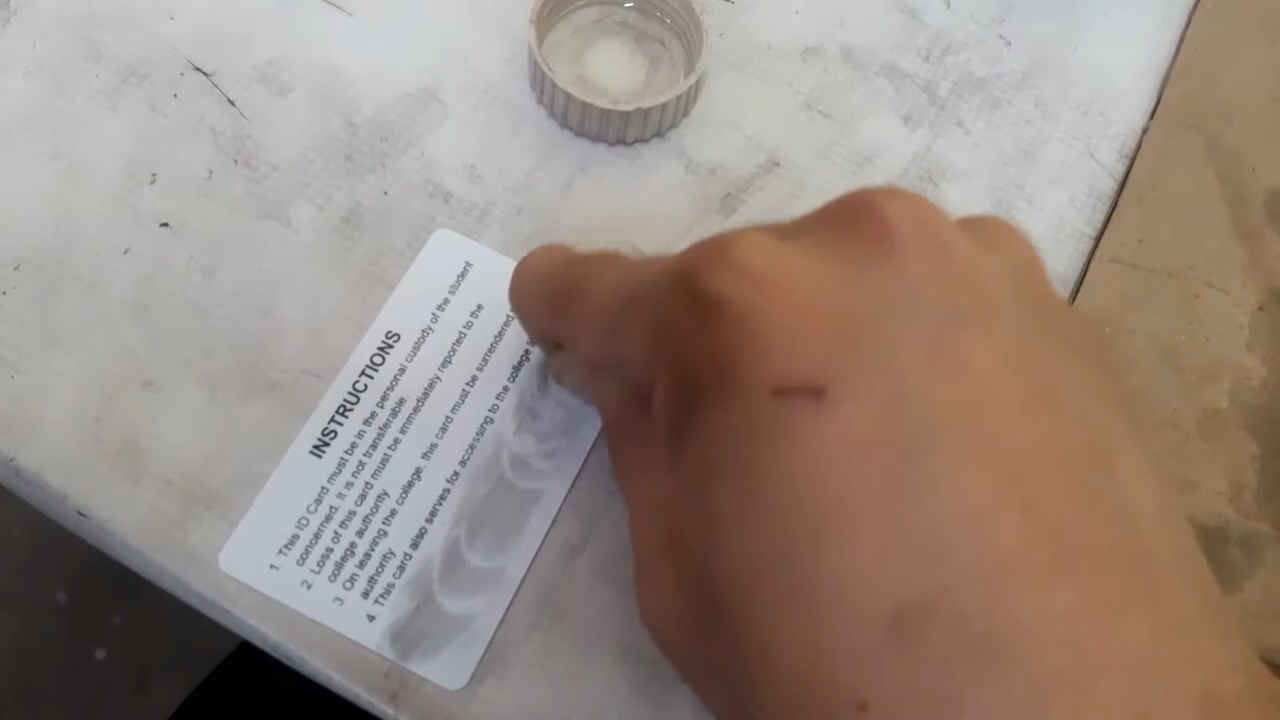 INSTRUCTIONS
1. This ID Card must be in the personal custody of the student
concerned. It is not transferable.
2. Loss of this card must be immediately reported to the
college authority
3. On leaving the college, this card must be surrendered
authority
4. This card also serves for accessing to the college